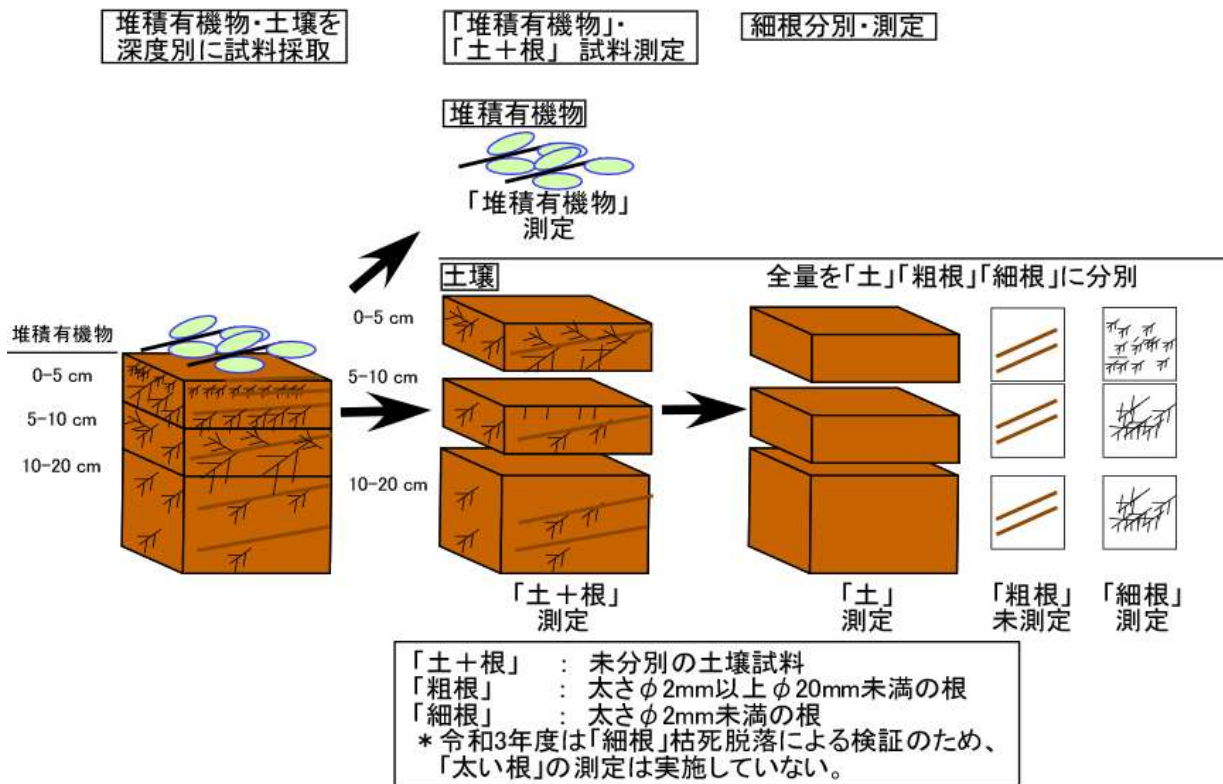 堆積有機物・土壌を
深度別に試料採取
「堆積有機物」・
「土+根」 試料測定
細根分別・測定
堆積有機物
「堆積有機物」
測定
土壌
全量を「土」「粗根」「細根」に分別
堆積有機物
0-5 cm
5-10 cm
10-20 cm
0-5 cm
5-10 cm
10-20 cm
「土+根」
測定
「土」
測定
「粗根」
未測定
「細根」
測定
「土+根」 : 未分別の土壌試料
「粗根」 : 太さφ2mm以上φ20mm未満の根
「細根」 : 太さφ2mm未満の根
*令和3年度は「細根」枯死脱落による検証のため、
「太い根」の測定は実施していない。